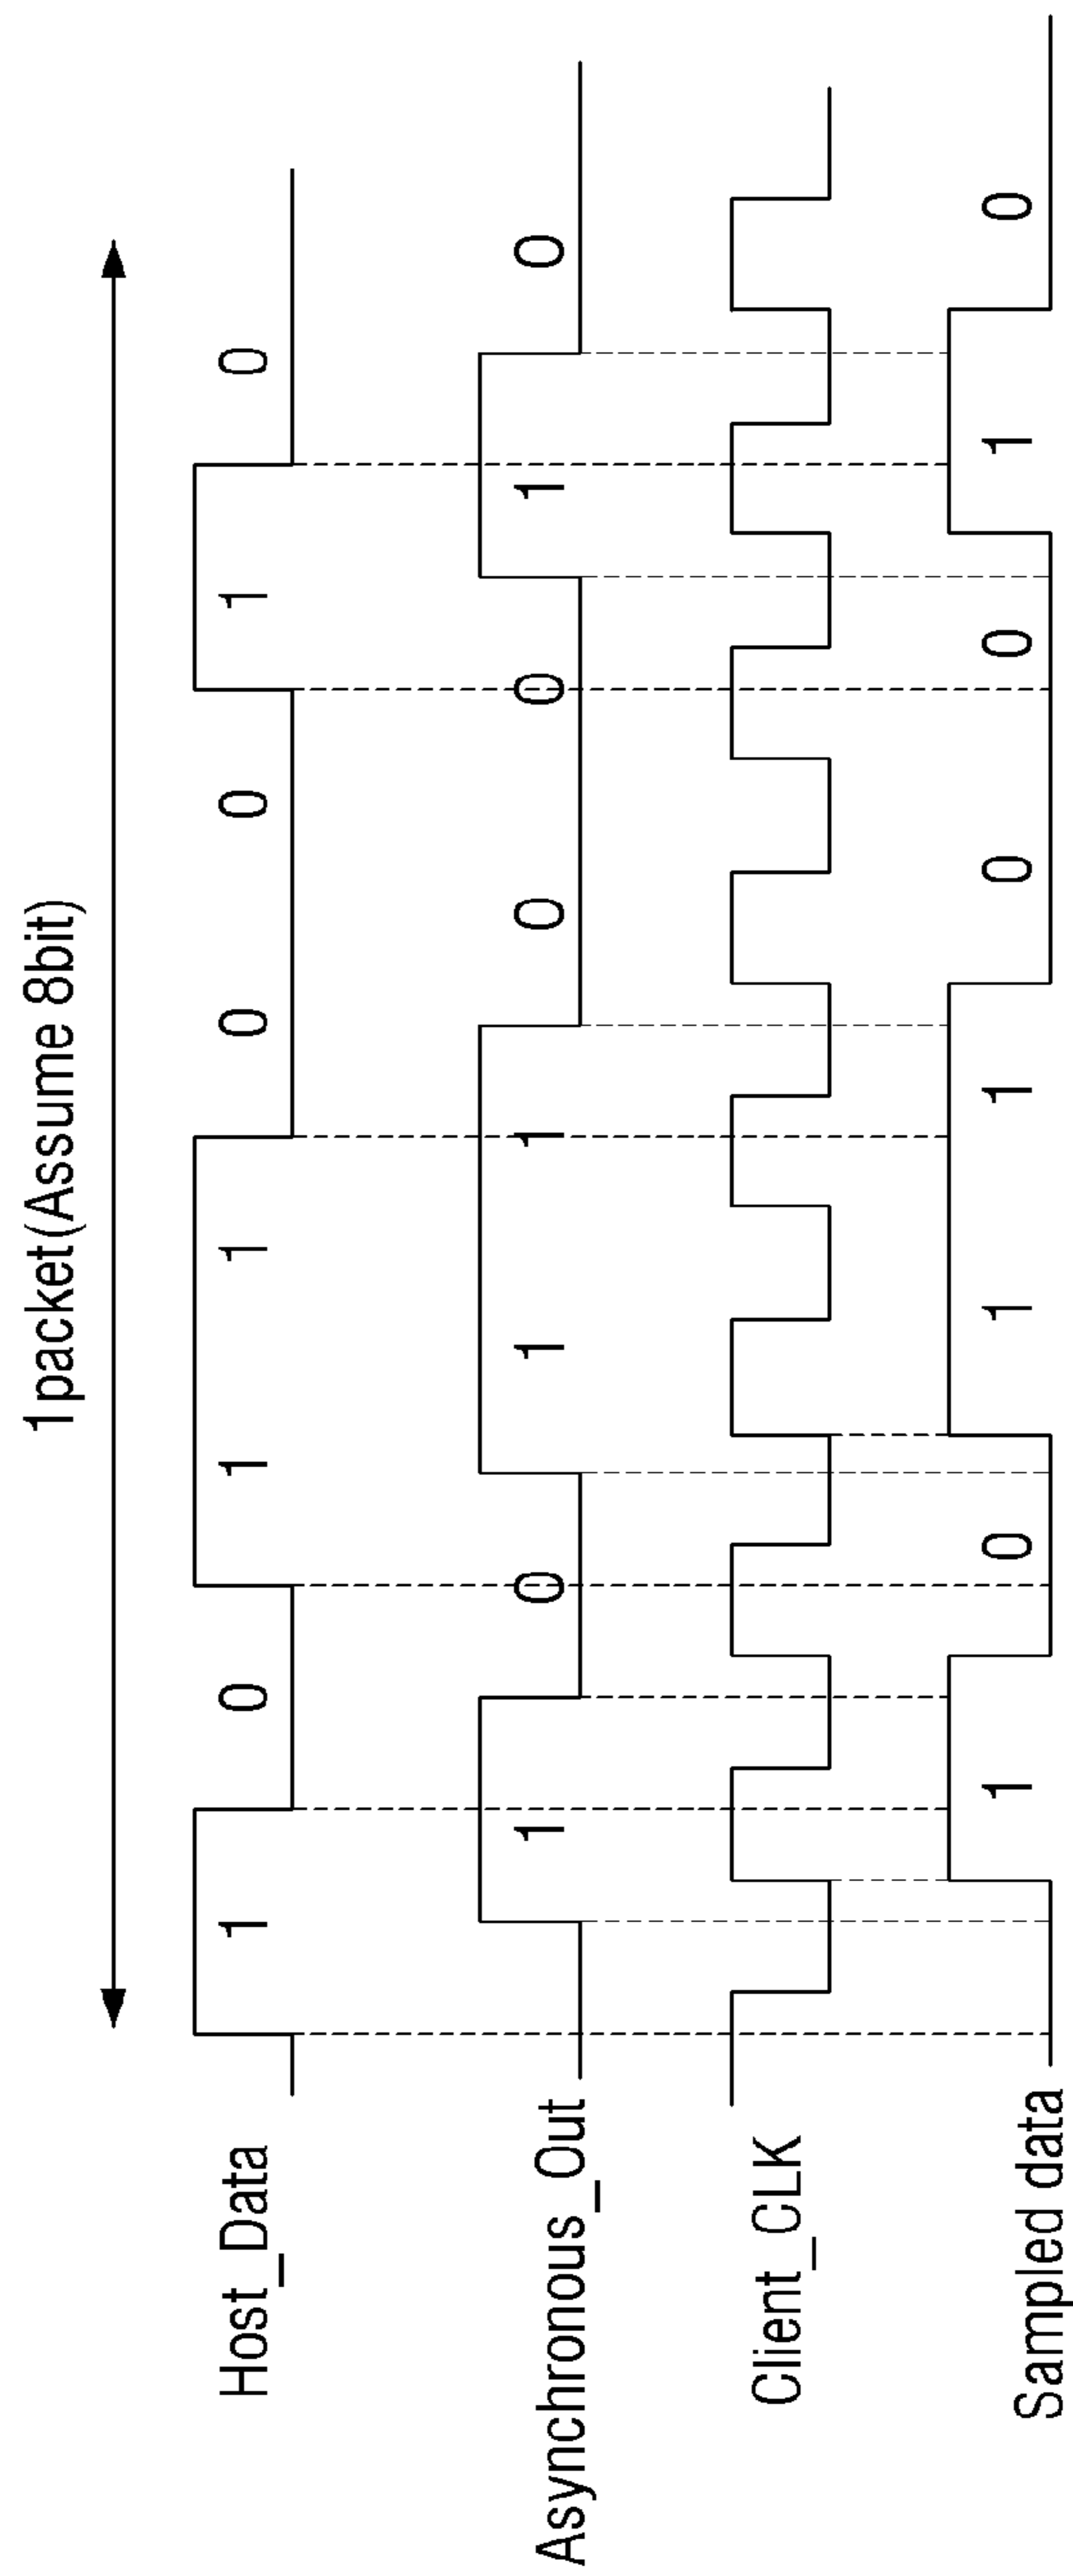 1packet(Assume 8bit)
Host_Data 1 0 1 1 0 0 1 0
Asynchronous_Out 1 0 1 1 0 0 1 0
Client_CLK
Sampled data 1 0 1 1 0 0 1 0